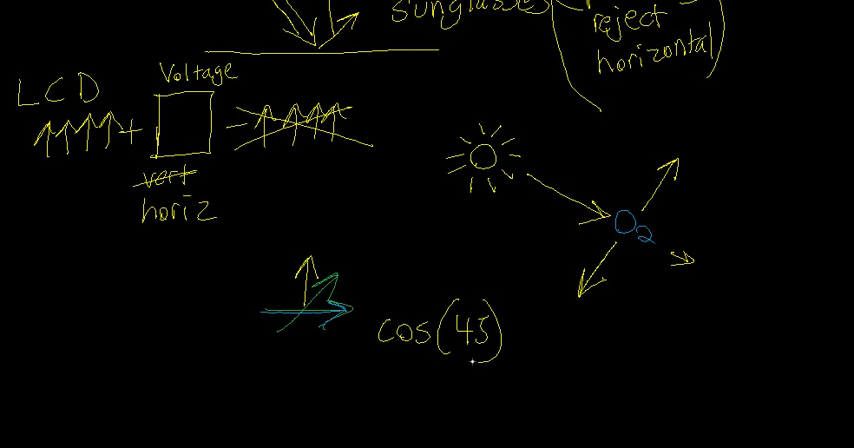 sunglasses
reject
horizontal
Voltage
LCD
+
vert
horiz
O2
cos(45)